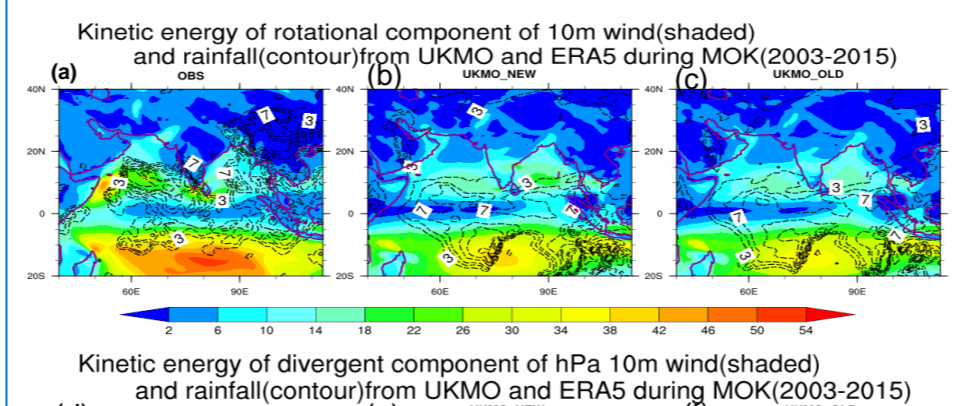 Kinetic energy of rotational component of 10m wind(shaded)
and rainfall(contour)from UKMO and ERA5 during MOK(2003-2015)
(a) OBS (b) UKMO_NEW (c) UKMO_OLD
40N 40N 40N
7 3 3 3
20N 20N 20N
7 7 3 3 3 3
3 7 7 7 7 7
0 0 0
3 3 3 7
20S 20S 20S
60E 90E 60E 90E 60E 90E
2 6 10 14 18 22 26 30 34 38 42 46 50 54
Kinetic energy of divergent component of hPa 10m wind(shaded)
and rainfall(contour)from UKMO and ERA5 during MOK(2003-2015)